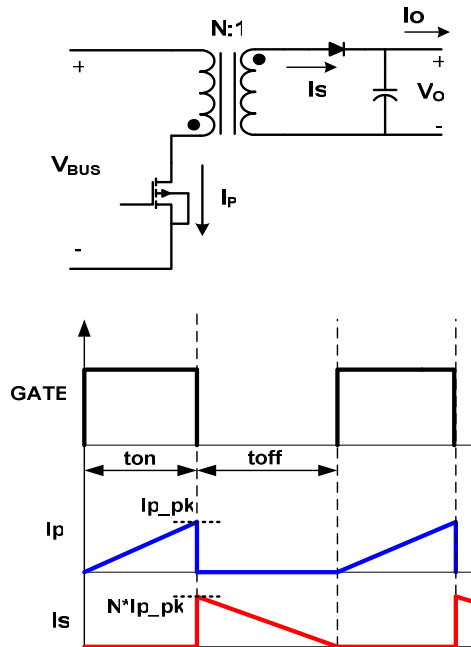 N:1
Io
+
+
Is
Vo
-
VBUS
IP
-
GATE
ton
toff
Ip_pk
Ip
N*Ip_pk
Is